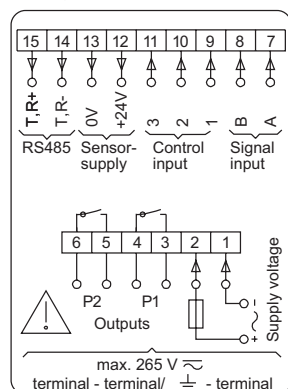 15 14 13 12 11 10 9 8 7
T,R+ T,R- 0V +24V 3 2 1 B A
RS485 Sensor- Control Signal
supply input input
6 5 4 3 2 1
P2 P1
Outputs
-
+
Supply voltage
max. 265 V
terminal - terminal/ - terminal